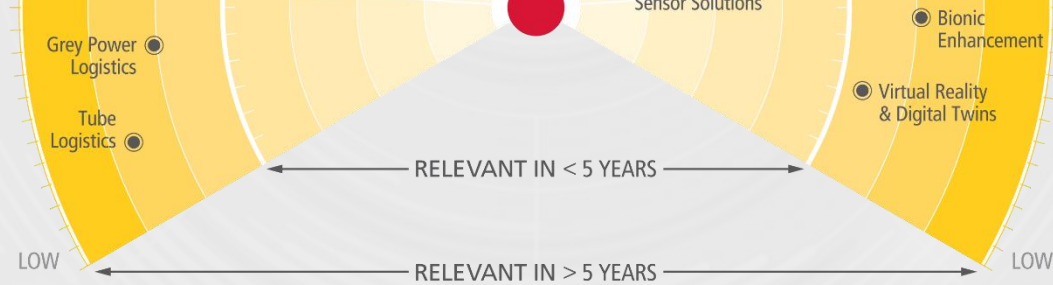 Sensor Solutions
Grey Power
Logistics
Bionic
Enhancement
Tube
Logistics
Virtual Reality
& Digital Twins
RELEVANT IN < 5 YEARS
LOW
RELEVANT IN > 5 YEARS
LOW